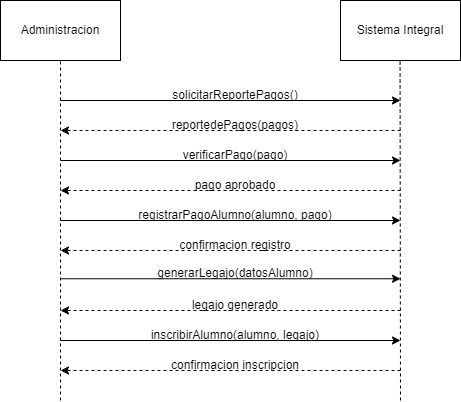 Administracion
Sistema Integral
solicitarReportePagos()
reportedePagos(pagos)
verificarPago(pago)
pago aprobado
registrarPagoAlumno(alumno, pago)
confirmacion registro
generarLegajo(datosAlumno)
legajo generado
inscribirAlumno(alumno, legajo)
confirmacion inscripcion